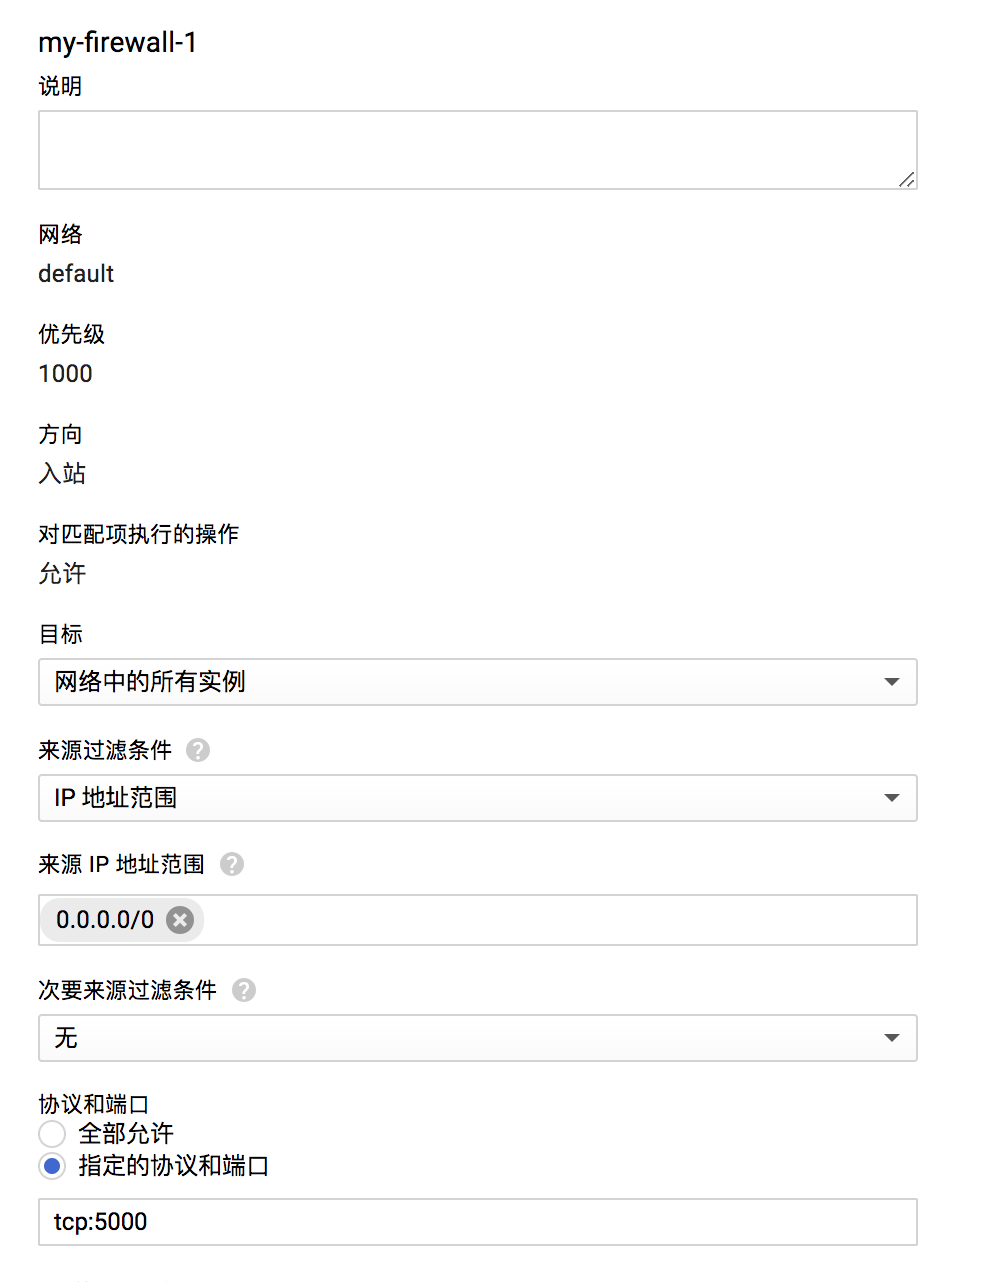 my-firewall-1
说明
网络
default
优先级
1000
方向
入站
对匹配项执行的操作
允许
目标
网络中的所有实例
来源过滤条件
IP 地址范围
来源 IP 地址范围
0.0.0.0/0
次要来源过滤条件
无
协议和端口
全部允许
指定的协议和端口
tcp:5000